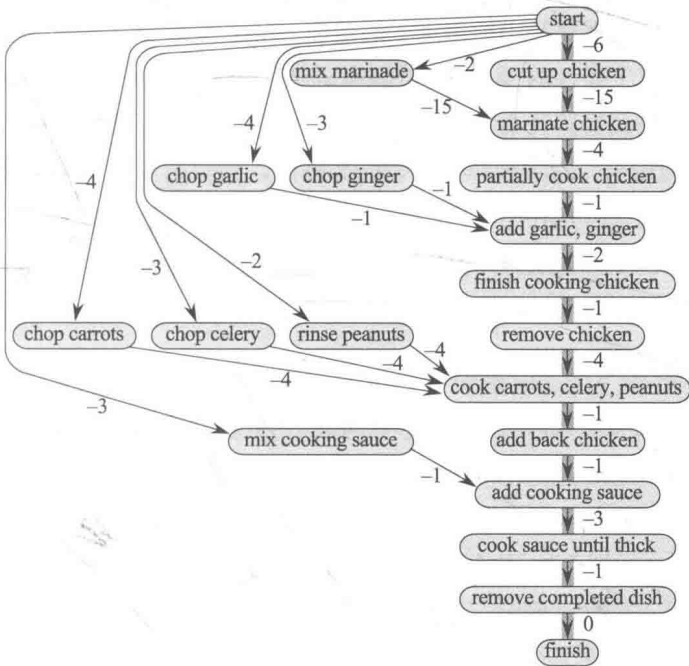 start
–6
mix marinade
–2
cut up chicken
–15
–15
marinate chicken
–4
–3
–4
–4
chop garlic
chop ginger
partially cook chicken
–1
–1
–1
add garlic, ginger
–3
–2
–2
finish cooking chicken
–1
chop carrots
chop celery
rinse peanuts
remove chicken
–4
–4
–4
–4
cook carrots, celery, peanuts
–3
–1
mix cooking sauce
add back chicken
–1
–1
add cooking sauce
–3
cook sauce until thick
–1
remove completed dish
0
finish